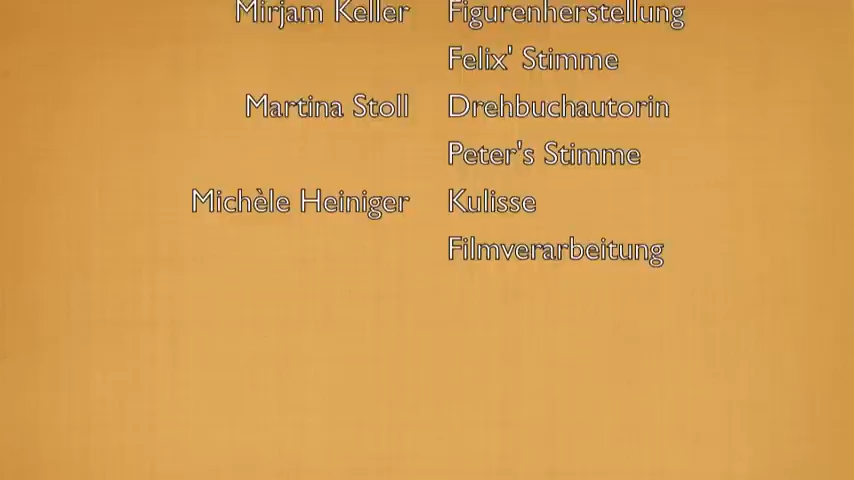 Mirjam Keller Figurenherstellung
Felix' Stimme
Martina Stoll Drehbuchautorin
Peter's Stimme
Michèle Heiniger Kulisse
Filmverarbeitung